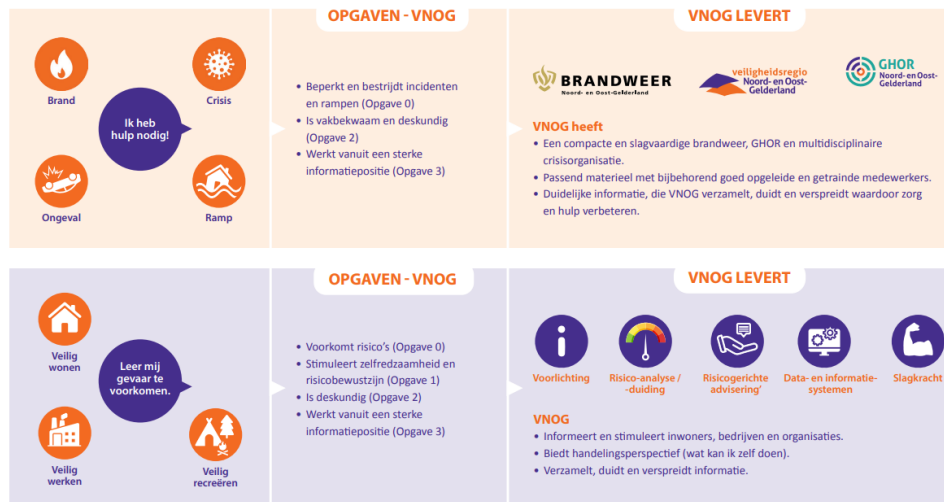 OPGAVEN - VNOG
VNOG LEVERT
Brand
Crisis
Ik heb
hulp nodig!
Ongeval
Ramp
• Beperkt en bestrijdt incidenten
en rampen (Opgave 0)
• Is vakbekwaam en deskundig
(Opgave 2)
• Werkt vanuit een sterke
informatiepositie (Opgave 3)
BRANDWEER
Noord- en Oost-Gelderland
veiligheidsregio
Noord- en Oost-
Gelderland
GHOR
Noord- en Oost-
Gelderland
VNOG heeft
• Een compacte en slagvaardige brandweer, GHOR en multidisciplinaire
crisisorganisatie.
• Passend materieel met bijbehorend goed opgeleide en getrainde medewerkers.
• Duidelijke informatie, die VNOG verzamelt, duidt en verspreidt waardoor zorg
en hulp verbeteren.
OPGAVEN - VNOG
VNOG LEVERT
Veilig
wonen
Leer mij
gevaar te
voorkomen.
Veilig
werken
Veilig
recreëren
• Voorkomt risico's (Opgave 0)
• Stimuleert zelfredzaamheid en
risicobewustzijn (Opgave 1)
• Is deskundig (Opgave 2)
• Werkt vanuit een sterke
informatiepositie (Opgave 3)
Voorlichting
Risico-analyse /
-duiding
Risicogerichte
advisering'
Data- en informatie-
systemen
Slagkracht
VNOG
• Informeert en stimuleert inwoners, bedrijven en organisaties.
• Biedt handelingsperspectief (wat kan ik zelf doen).
• Verzamelt, duidt en verspreidt informatie.